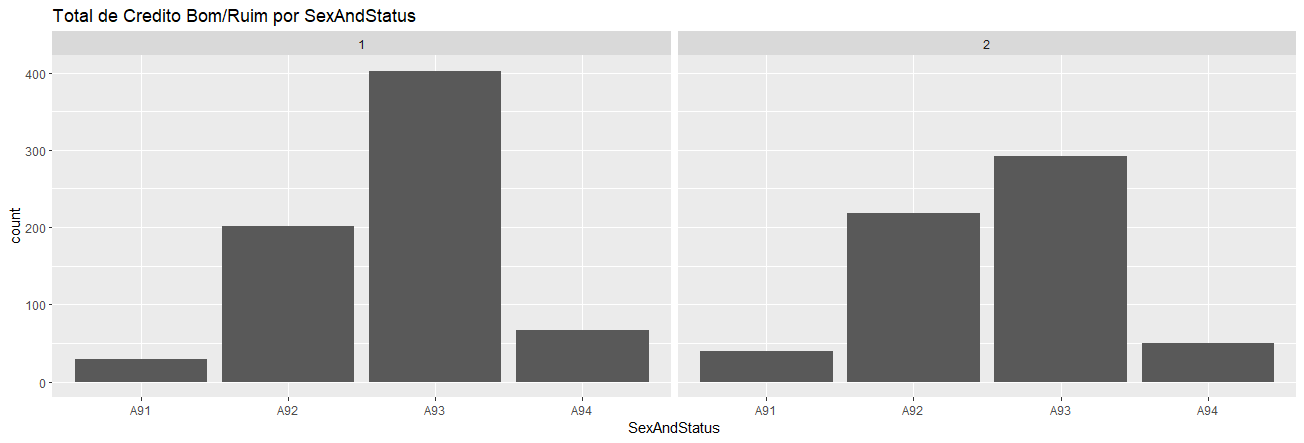 Total de Credito Bom/Ruim por SexAndStatus
1
2
count
400
300
200
100
0
A91
A92
A93
A94
A91
A92
A93
A94
SexAndStatus